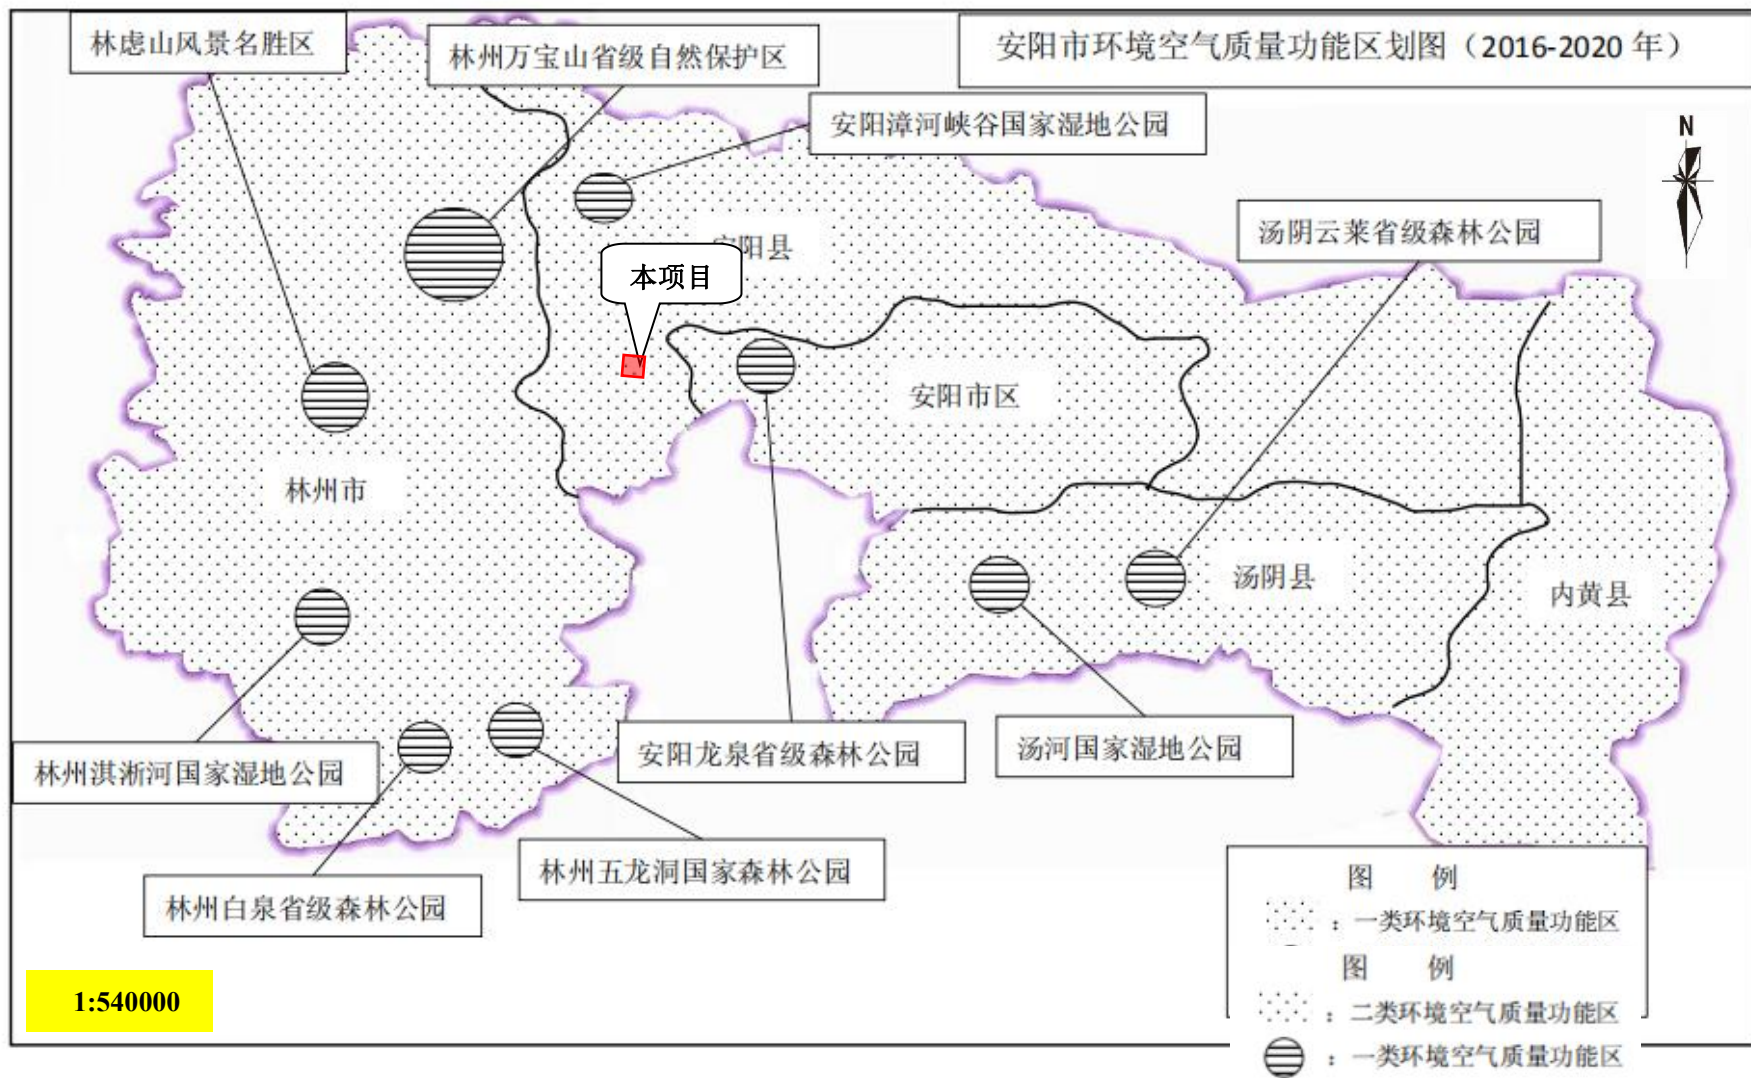 安阳市环境空气质量功能区划图（2016-2020 年）
林虑山风景名胜区
林州万宝山省级自然保护区
安阳漳河峡谷国家湿地公园
N
汤阴云莱省级森林公园
安阳县
本项目
安阳市区
林州市
汤阴县
内黄县
安阳龙泉省级森林公园
汤河国家湿地公园
林州淇淅河国家湿地公园
林州五龙洞国家森林公园
林州白泉省级森林公园
图 例
：一类环境空气质量功能区
图 例
：二类环境空气质量功能区
：一类环境空气质量功能区
1:540000